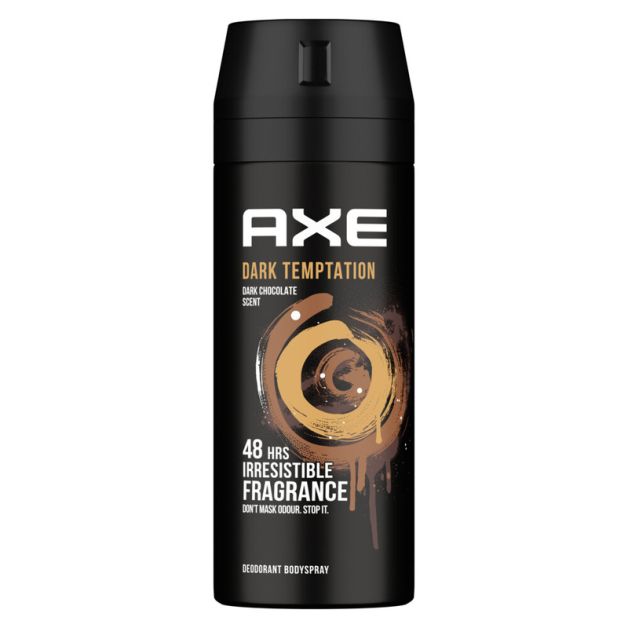 AXE
DARK TEMPTATION
DARK CHOCOLATE
SCENT
48 HRS
IRRESISTIBLE
FRAGRANCE
DON'T MASK ODOUR. STOP IT.
DEODORANT BODYSPRAY